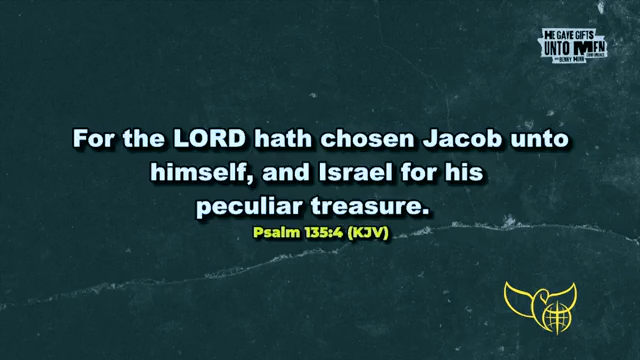 HE GAVE GIFTS
UNTO MEN
For the LORD hath chosen Jacob unto
himself, and Israel for his
peculiar treasure.
Psalm 135:4 (KJV)